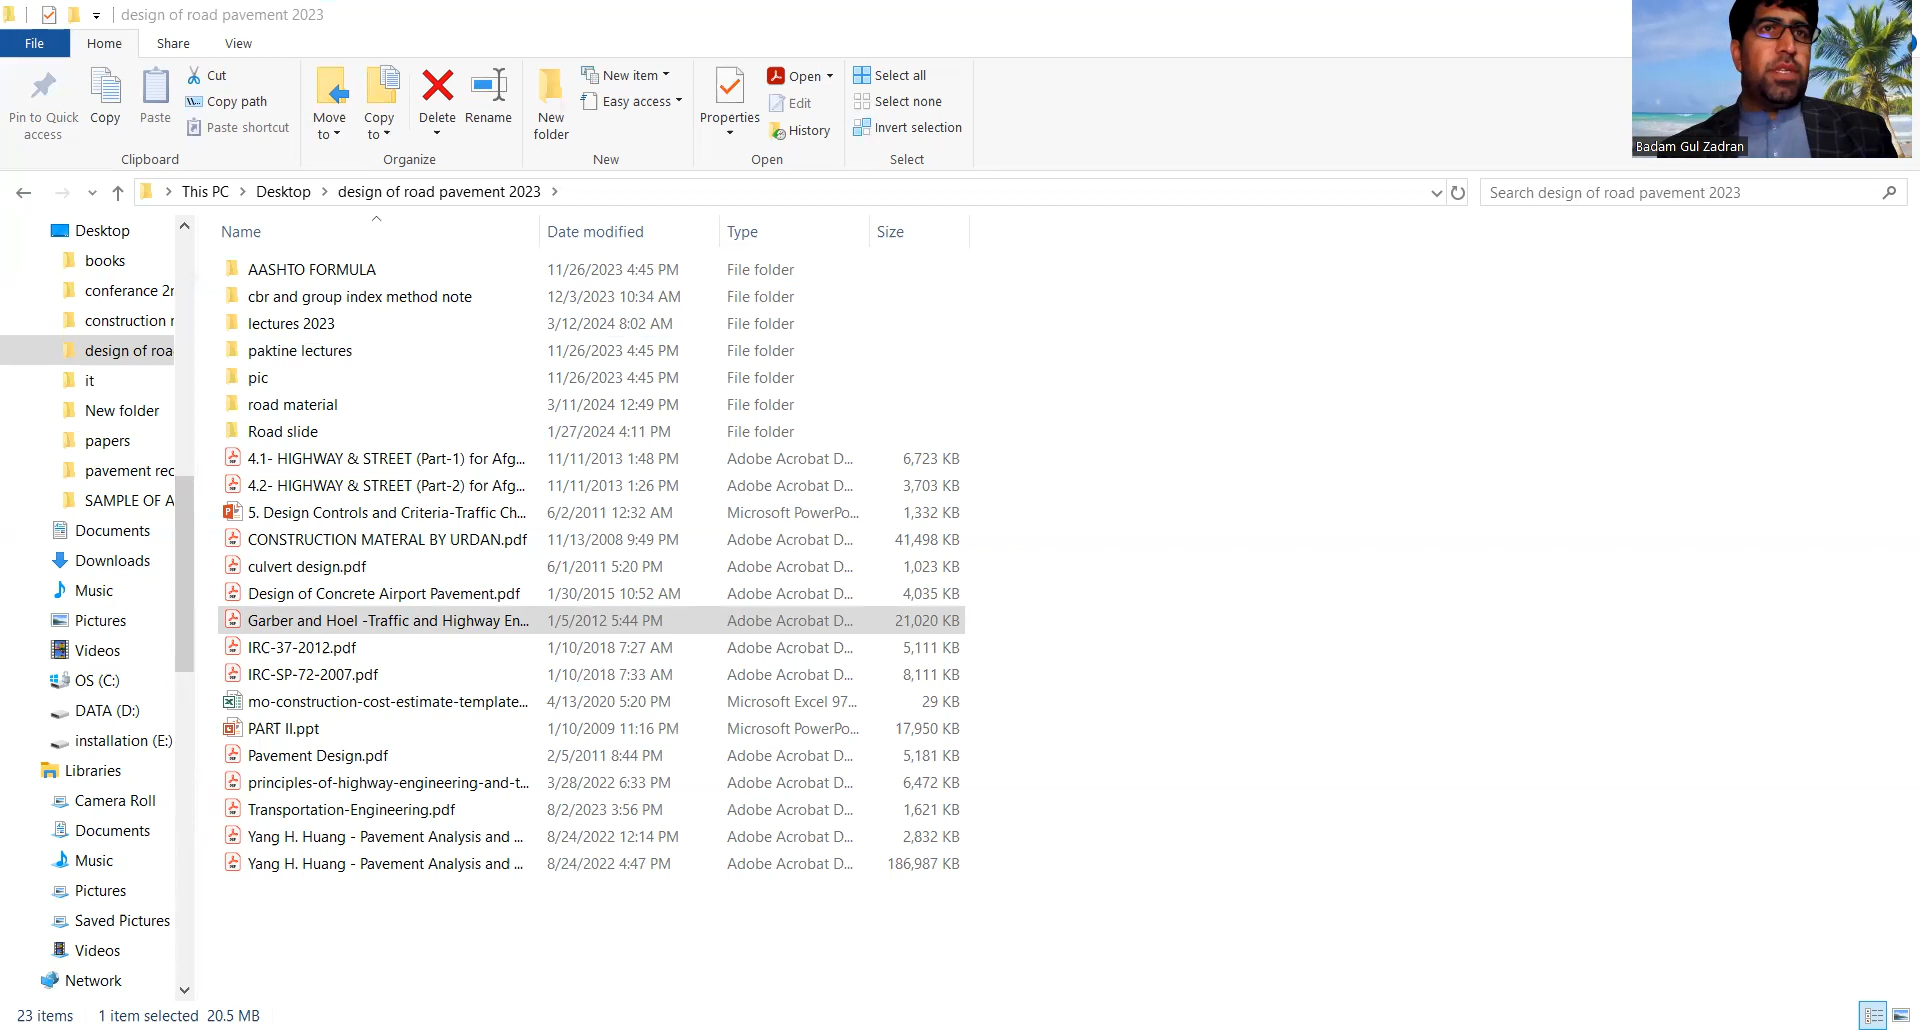 design of road pavement 2023
File Home Share View
Pin to Quick access
Copy
Paste
Cut
Copy path
Paste shortcut
Clipboard
Move to
Copy to
Delete
Rename
Organize
New folder
New item
Easy access
New
Properties
Open
Edit
History
Open
Select all
Select none
Invert selection
Select
Badam Gul Zadran
This PC Desktop design of road pavement 2023
Search design of road pavement 2023
Desktop
books
conferance 2r
construction r
design of roa
it
New folder
papers
pavement rec
SAMPLE OF A
Documents
Downloads
Music
Pictures
Videos
OS (C:)
DATA (D:)
installation (E:)
Libraries
Camera Roll
Documents
Music
Pictures
Saved Pictures
Videos
Network
Name Date modified Type Size
AASHTO FORMULA 11/26/2023 4:45 PM File folder
cbr and group index method note 12/3/2023 10:34 AM File folder
lectures 2023 3/12/2024 8:02 AM File folder
paktine lectures 11/26/2023 4:45 PM File folder
pic 11/26/2023 4:45 PM File folder
road material 3/11/2024 12:49 PM File folder
Road slide 1/27/2024 4:11 PM File folder
4.1- HIGHWAY & STREET (Part-1) for Afg... 11/11/2013 1:48 PM Adobe Acrobat D... 6,723 KB
4.2- HIGHWAY & STREET (Part-2) for Afg... 11/11/2013 1:26 PM Adobe Acrobat D... 3,703 KB
5. Design Controls and Criteria-Traffic Ch... 6/2/2011 12:32 AM Microsoft PowerPo... 1,332 KB
CONSTRUCTION MATERAL BY URDAN.pdf 11/13/2008 9:49 PM Adobe Acrobat D... 41,498 KB
culvert design.pdf 6/1/2011 5:20 PM Adobe Acrobat D... 1,023 KB
Design of Concrete Airport Pavement.pdf 1/30/2015 10:52 AM Adobe Acrobat D... 4,035 KB
Garber and Hoel -Traffic and Highway En... 1/5/2012 5:44 PM Adobe Acrobat D... 21,020 KB
IRC-37-2012.pdf 1/10/2018 7:27 AM Adobe Acrobat D... 5,111 KB
IRC-SP-72-2007.pdf 1/10/2018 7:33 AM Adobe Acrobat D... 8,111 KB
mo-construction-cost-estimate-template... 4/13/2020 5:20 PM Microsoft Excel 97... 29 KB
PART II.ppt 1/10/2009 11:16 PM Microsoft PowerPo... 17,950 KB
Pavement Design.pdf 2/5/2011 8:44 PM Adobe Acrobat D... 5,181 KB
principles-of-highway-engineering-and-t... 3/28/2022 6:33 PM Adobe Acrobat D... 6,472 KB
Transportation-Engineering.pdf 8/2/2023 3:56 PM Adobe Acrobat D... 1,621 KB
Yang H. Huang - Pavement Analysis and ... 8/24/2022 12:14 PM Adobe Acrobat D... 2,832 KB
Yang H. Huang - Pavement Analysis and ... 8/24/2022 4:47 PM Adobe Acrobat D... 186,987 KB
23 items 1 item selected 20.5 MB